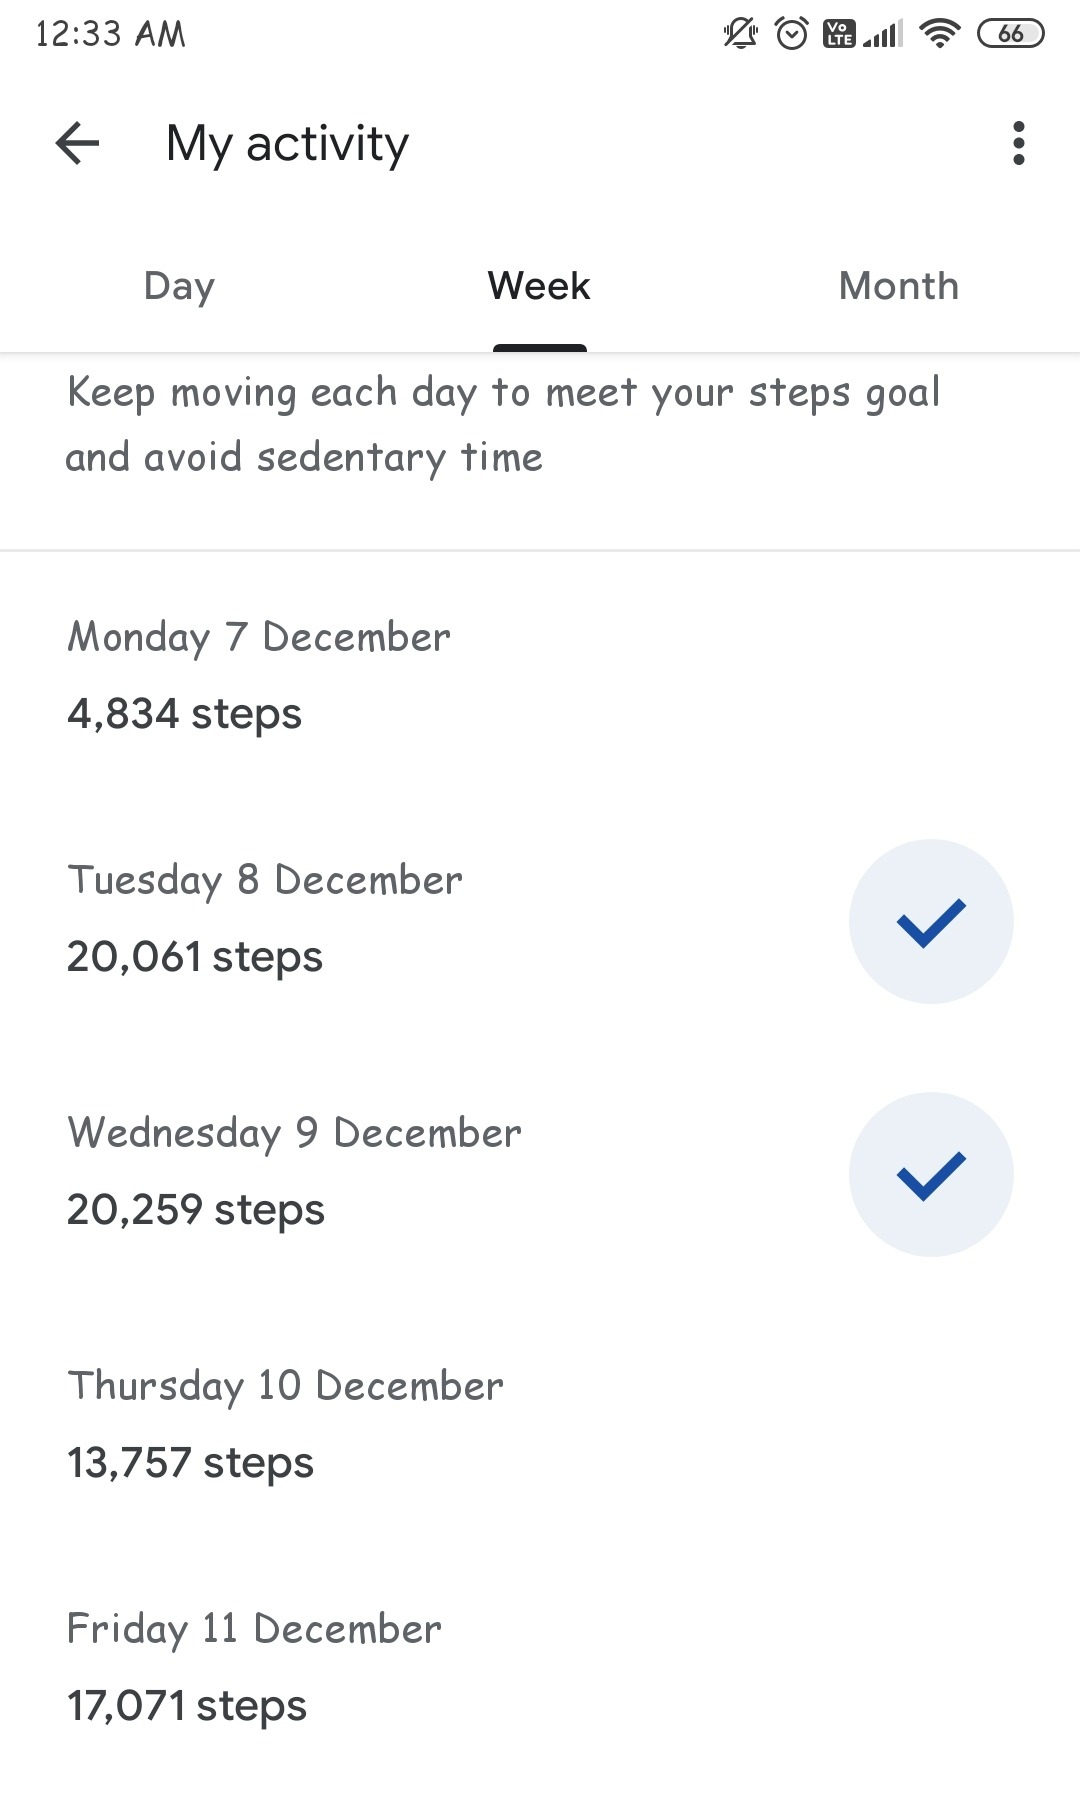 12:33 AM Vo LTE 66
My activity
Day Week Month
Keep moving each day to meet your steps goal
and avoid sedentary time
Monday 7 December
4,834 steps
Tuesday 8 December
20,061 steps
Wednesday 9 December
20,259 steps
Thursday 10 December
13,757 steps
Friday 11 December
17,071 steps